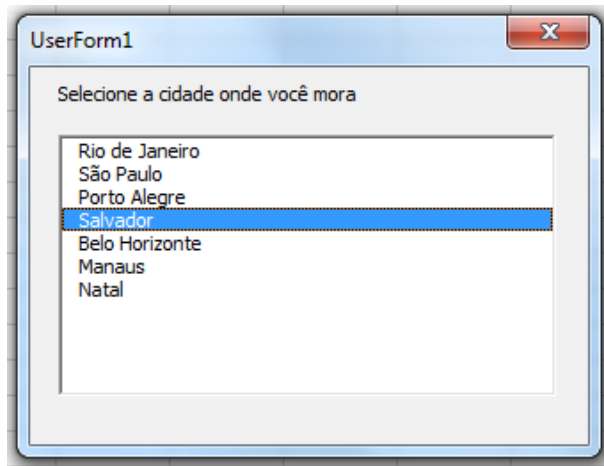 UserForm1
Selecione a cidade onde você mora
Rio de Janeiro
São Paulo
Porto Alegre
Salvador
Belo Horizonte
Manaus
Natal